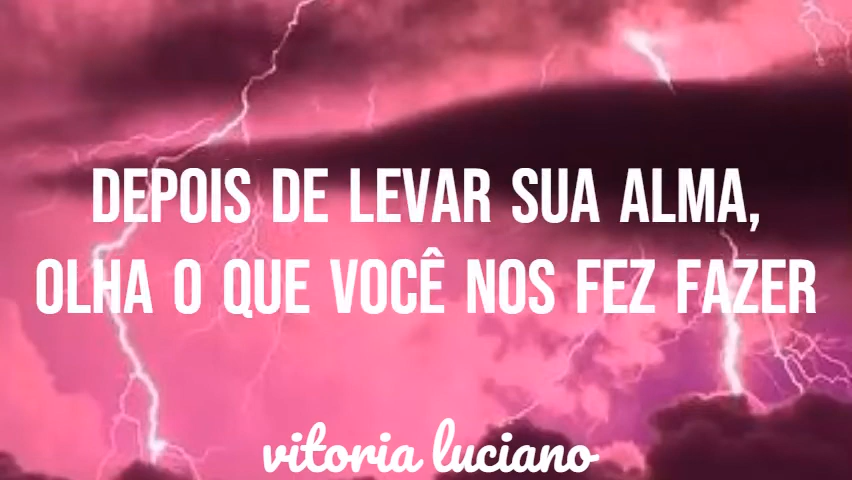 DEPOIS DE LEVAR SUA ALMA,
OLHA O QUE VOCÊ NOS FEZ FAZER
vitoria luciano